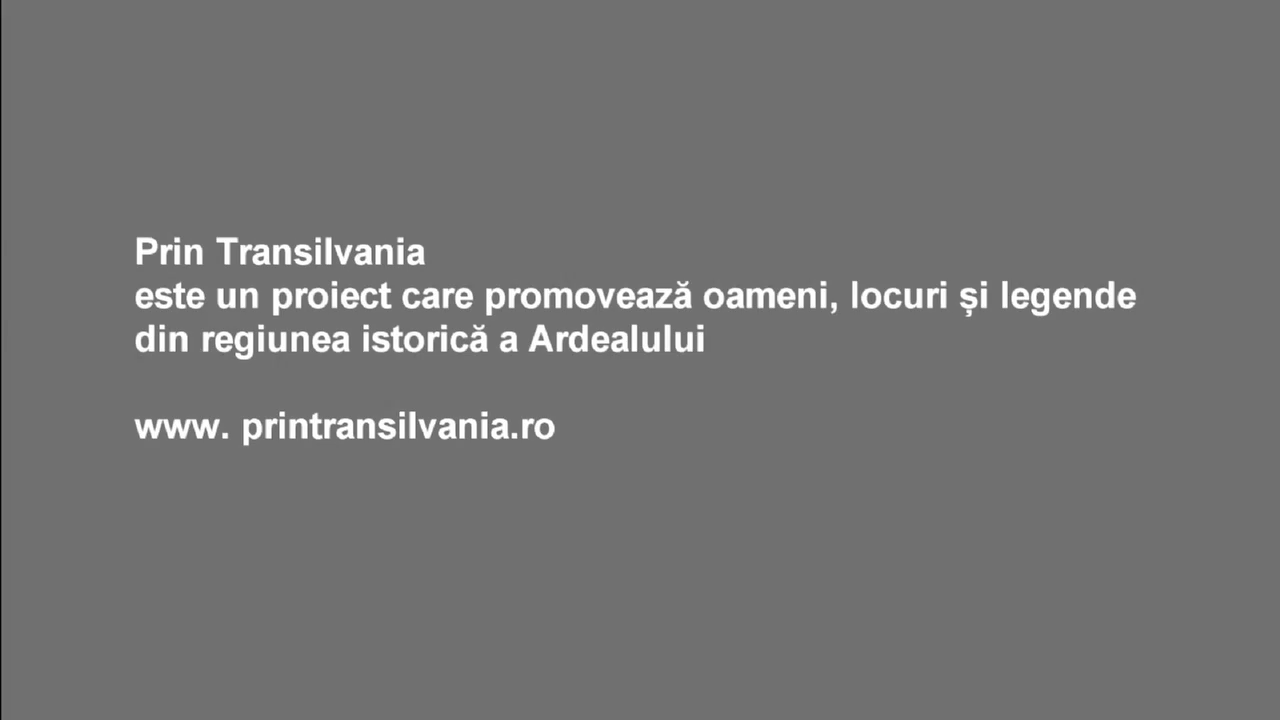 Prin Transilvania
este un proiect care promovează oameni, locuri și legende
din regiunea istorică a Ardealului
www. printransilvania.ro